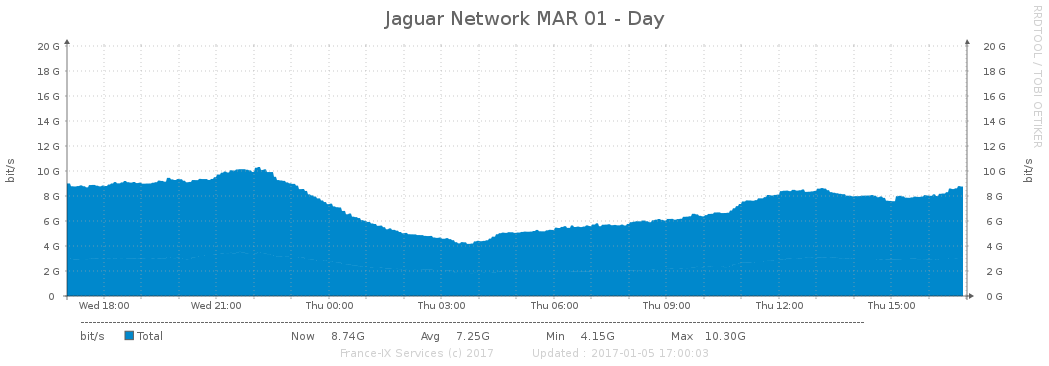 Jaguar Network MAR 01 - Day
RRDTOOL / TOBI OETIKER
bit/s
bit/s
20 G 20 G
18 G 18 G
16 G 16 G
14 G 14 G
12 G 12 G
10 G 10 G
8 G 8 G
6 G 6 G
4 G 4 G
2 G 2 G
0 0 G
Wed 18:00 Wed 21:00 Thu 00:00 Thu 03:00 Thu 06:00 Thu 09:00 Thu 12:00 Thu 15:00
bit/s Total Now 8.74G Avg 7.25G Min 4.15G Max 10.30G
France-IX Services (c) 2017 Updated : 2017-01-05 17:00:03